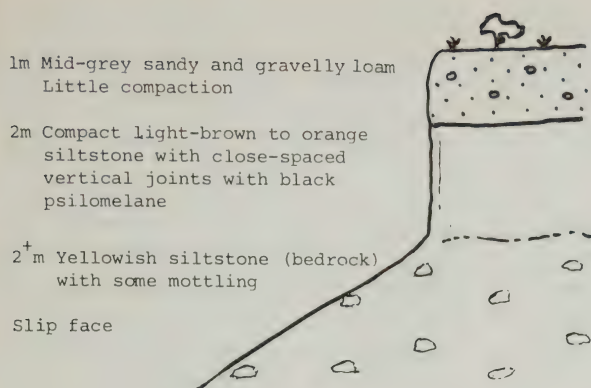 1m Mid-grey sandy and gravelly loam
Little compaction
2m Compact light-brown to orange
siltstone with close-spaced
vertical joints with black
psilomelane
2+m Yellowish siltstone (bedrock)
with some mottling
Slip face